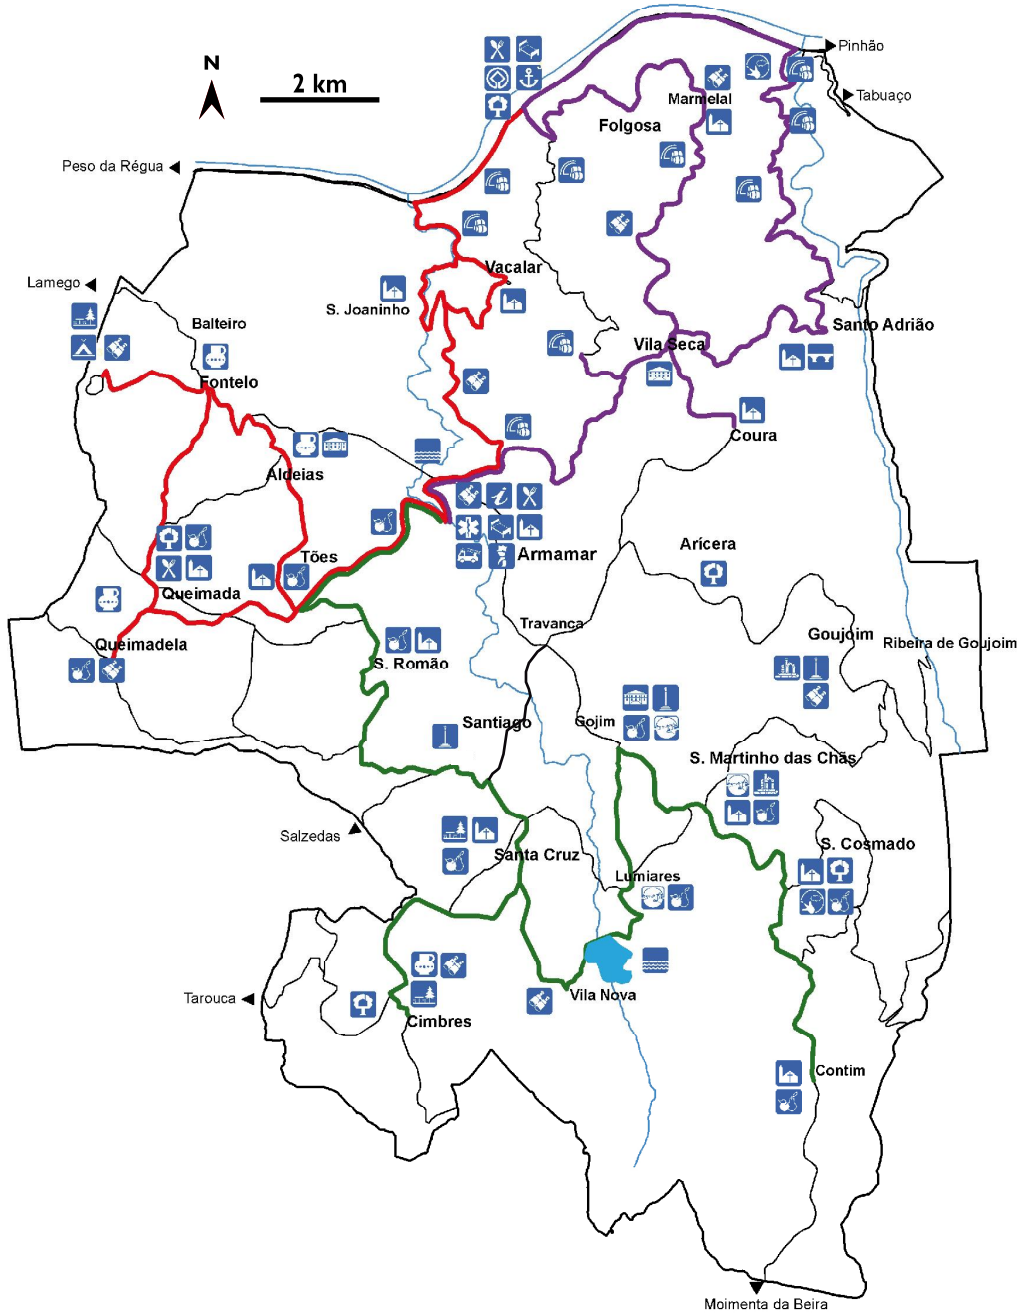 Pinhão
N
2 km
Tabuaço
Marmelal
Folgosa
Peso da Régua
Vacalar
Lamego
S. Joaninho
Balteiro
Santo Adrião
Vila Seca
Fontelo
Coura
Aldeias
Arícera
Armamar
Tões
Queimada
Travanca
Goujoim
Ribeira de Goujoim
Queimadela
S. Romão
Santiago
Gojim
S. Martinho das Chãs
Salzedas
S. Cosmado
Santa Cruz
Lumiares
Tarouca
Vila Nova
Cimbres
Contim
Moimenta da Beira